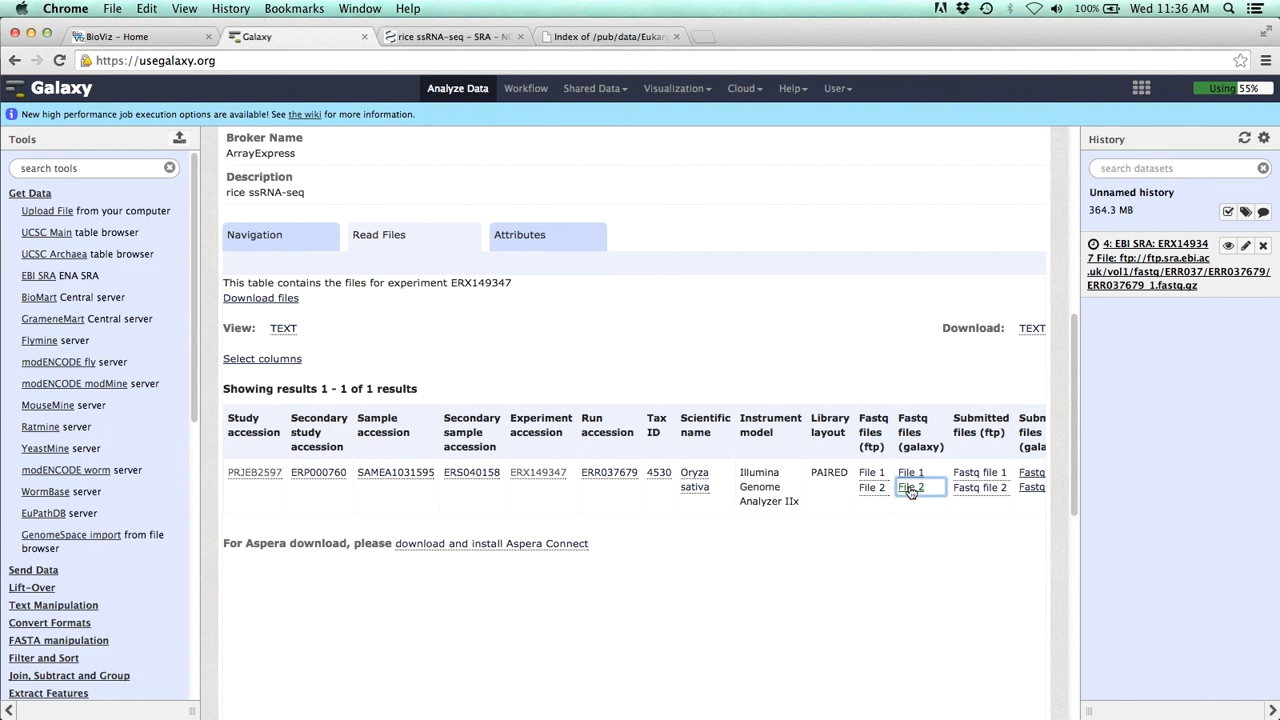 Chrome File Edit View History Bookmarks Window Help 100% Wed 11:36 AM
BioViz - Home
Galaxy
rice ssRNA-seq - SRA - NC
Index of /pub/data/Eukar
https://usegalaxy.org
Galaxy
Analyze Data Workflow Shared Data Visualization Cloud Help User
Using 55%
New high performance job execution options are available! See the wiki for more information.
Tools
search tools
Get Data
Upload File from your computer
UCSC Main table browser
UCSC Archaea table browser
EBI SRA ENA SRA
BioMart Central server
GrameneMart Central server
Flymine server
modENCODE fly server
modENCODE modMine server
MouseMine server
Ratmine server
YeastMine server
modENCODE worm server
WormBase server
EuPathDB server
GenomeSpace import from file
browser
Send Data
Lift-Over
Text Manipulation
Convert Formats
FASTA manipulation
Filter and Sort
Join, Subtract and Group
Extract Features
Broker Name
ArrayExpress
Description
rice ssRNA-seq
Navigation
Read Files
Attributes
This table contains the files for experiment ERX149347
Download files
View: TEXT
Download: TEXT
Select columns
Showing results 1 - 1 of 1 results
Study Secondary Sample Secondary Experiment Run Tax Scientific Instrument Library Fastq Fastq Submitted Subm
accession study accession sample accession accession ID name model layout files files files (ftp) files
accession accession (ftp) (galaxy) (gala
PRJEB2597 ERP000760 SAMEA1031595 ERS040158 ERX149347 ERR037679 4530 Oryza Illumina PAIRED File 1 File 1 Fastq file 1 Fastq
sativa Genome File 2 File 2 Fastq file 2 Fastq
Analyzer IIx
For Aspera download, please download and install Aspera Connect
History
search datasets
Unnamed history
364.3 MB
4: EBI SRA: ERX14934
7 File: ftp://ftp.sra.ebi.ac
.uk/vol1/fastq/ERR037/ERR037679/
ERR037679_1.fastq.gz